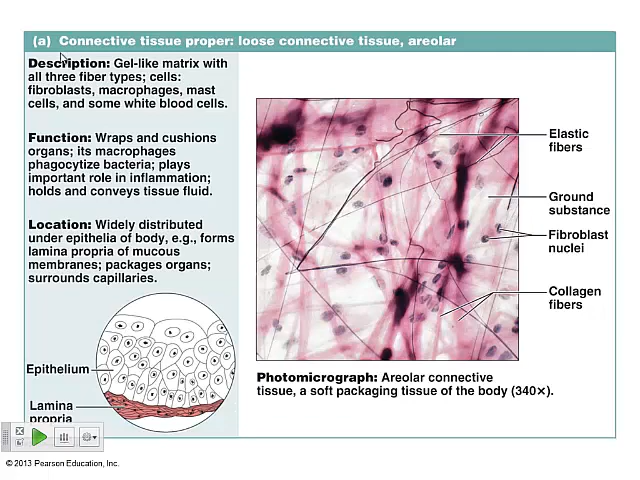 (a) Connective tissue proper: loose connective tissue, areolar
Description: Gel-like matrix with
all three fiber types; cells:
fibroblasts, macrophages, mast
cells, and some white blood cells.
Function: Wraps and cushions
organs; its macrophages
phagocytize bacteria; plays
important role in inflammation;
holds and conveys tissue fluid.
Location: Widely distributed
under epithelia of body, e.g., forms
lamina propria of mucous
membranes; packages organs;
surrounds capillaries.
Epithelium
Lamina
propria
Elastic
fibers
Ground
substance
Fibroblast
nuclei
Collagen
fibers
Photomicrograph: Areolar connective
tissue, a soft packaging tissue of the body (340×).
© 2013 Pearson Education, Inc.